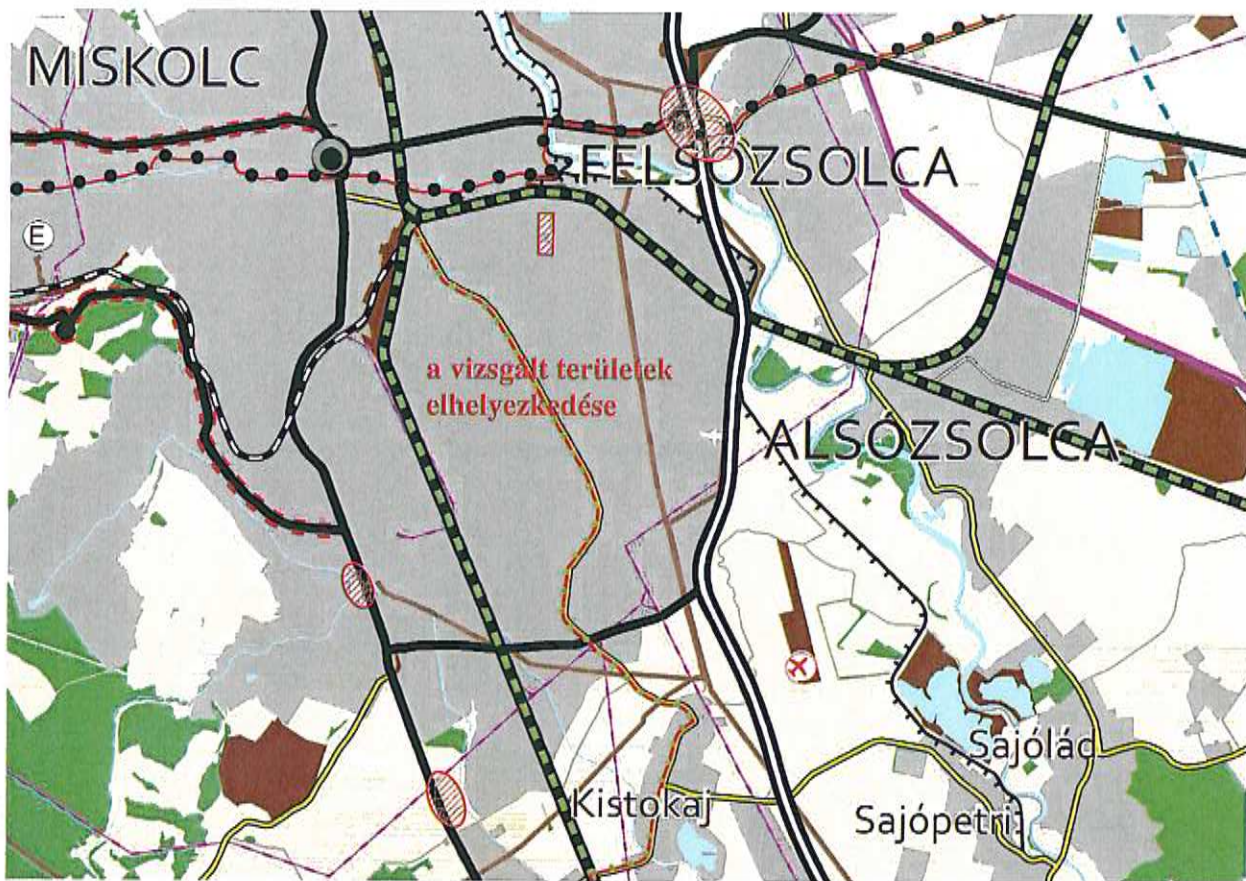 MISKOLC
FELSŐZSOLCA
É
a vizsgált területek
elhelyezkedése
ALSÓZSOLCA
Sajólád
Kistokaj
Sajópetri